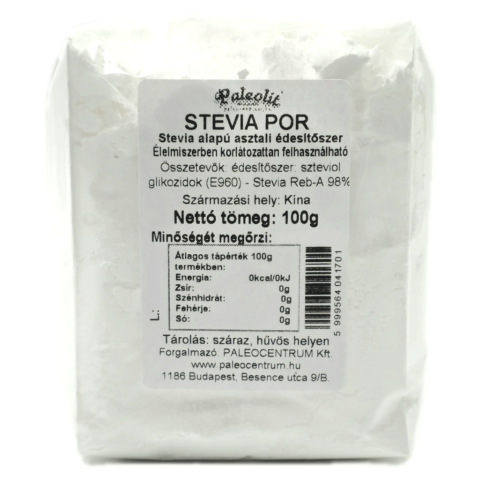 Paleolit
STEVIA POR
Stevia alapú asztali édesítőszer
Élelmiszerben korlátozattan felhasználható
Összetevők: édesítőszer: szteviol
glikozidok (E960) - Stevia Reb-A 98%
Származási hely: Kína
Nettó tömeg: 100g
Minőségét megőrzi:
Átlagos tápérték 100g
termékben:
Energia: 0kcal/0kJ
Zsír: 0g
Szénhidrát: 0g
Fehérje: 0g
Só: 0g
L:
5 999564 041701
Tárolás: száraz, hűvös helyen
Forgalmazó: PALEOCENTRUM Kft.
www.paleocentrum.hu
1186 Budapest, Besence utca 9/B.